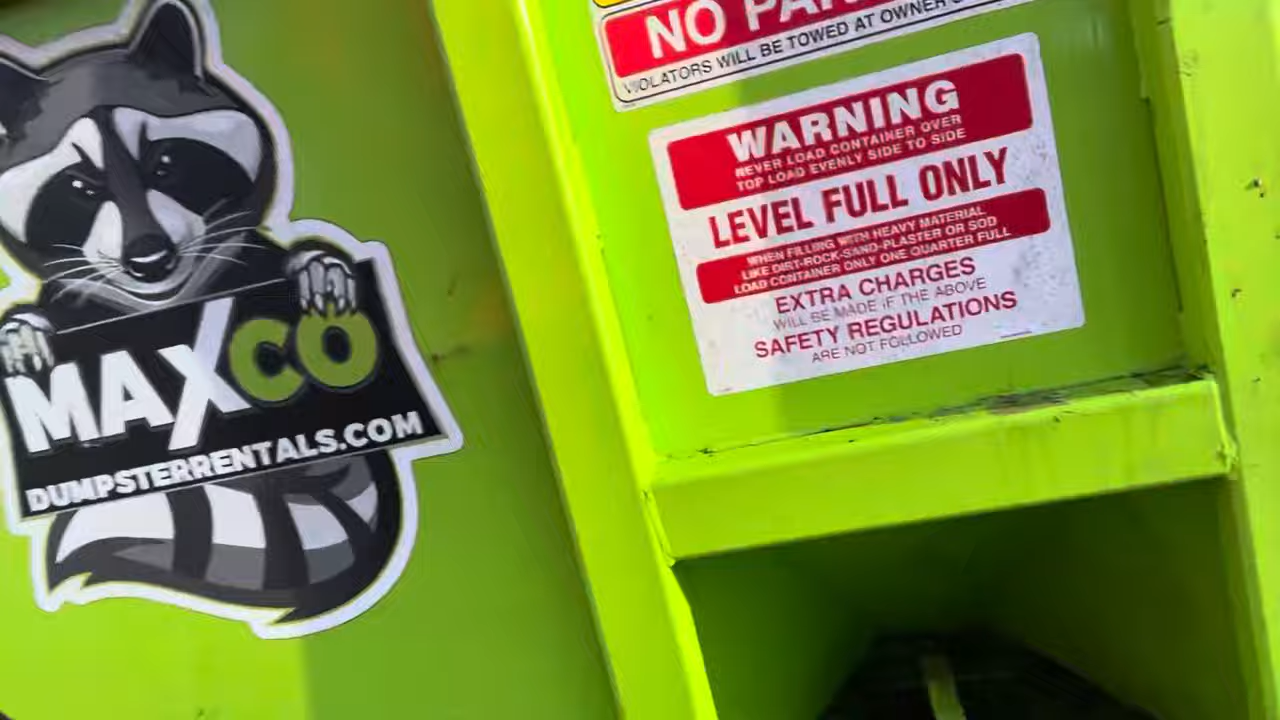 MAXCO
DUMPSTERRENTALS.COM
NO
VIOLATORS WILL BE TOWED AT OWNER
WARNING
NEVER LOAD CONTAINER OVER
TOP LOAD EVENLY SIDE TO SIDE
LEVEL FULL ONLY
WHEN FILLING WITH HEAVY MATERIAL
LIKE DIRT-ROCK-SAND-PLASTER OR SOD
LOAD CONTAINER ONLY ONE QUARTER FULL
EXTRA CHARGES
WILL BE MADE IF THE ABOVE
SAFETY REGULATIONS
ARE NOT FOLLOWED